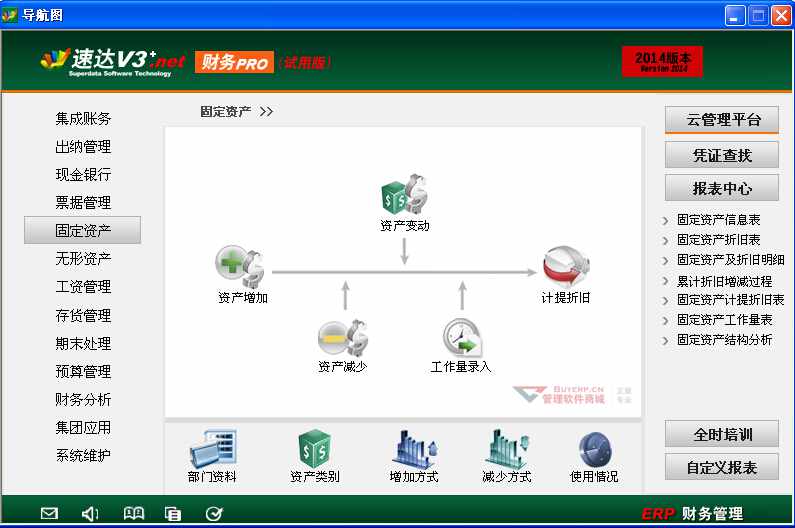 导航图
速达V3+.net
Superdata Software Technology
财务PRO
(试用版)
2014版本
Version 2014
集成账务
出纳管理
现金银行
票据管理
固定资产
无形资产
工资管理
存货管理
期末处理
预算管理
财务分析
集团应用
系统维护
固定资产 >>
资产变动
资产增加
计提折旧
资产减少
工作量录入
BUYERP.CN
管理软件商城
正版
专业
部门资料
资产类别
增加方式
减少方式
使用情况
云管理平台
凭证查找
报表中心
固定资产信息表
固定资产折旧表
固定资产及折旧明细
累计折旧增减过程
固定资产计提折旧表
固定资产工作量表
固定资产结构分析
全时培训
自定义报表
ERP 财务管理